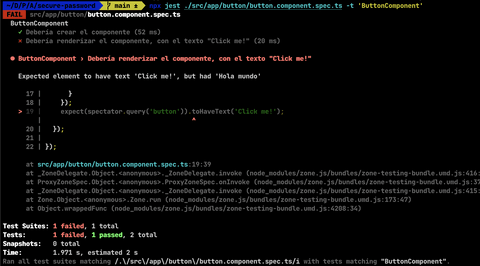 ~/D/P/A/secure-password  main ± npx jest ./src/app/button/button.component.spec.ts -t 'ButtonComponent'
FAIL src/app/button/button.component.spec.ts
ButtonComponent
✓ Debería crear el componente (52 ms)
✕ Debería renderizar el componente, con el texto "Click me!" (20 ms)
● ButtonComponent › Debería renderizar el componente, con el texto "Click me!"
Expected element to have text 'Click me!', but had 'Hola mundo'
17 | }
18 | });
> 19 | expect(spectator.query('button')).toHaveText('Click me!');
| ^
20 | });
21 |
22 | });
at src/app/button/button.component.spec.ts:19:39
at _ZoneDelegate.Object.<anonymous>._ZoneDelegate.invoke (node_modules/zone.js/bundles/zone-testing-bundle.umd.js:416:
at ProxyZoneSpec.Object.<anonymous>.ProxyZoneSpec.onInvoke (node_modules/zone.js/bundles/zone-testing-bundle.umd.js:
at _ZoneDelegate.Object.<anonymous>._ZoneDelegate.invoke (node_modules/zone.js/bundles/zone-testing-bundle.umd.js:415:
at Zone.Object.<anonymous>.Zone.run (node_modules/zone.js/bundles/zone-testing-bundle.umd.js:173:47)
at Object.wrappedFunc (node_modules/zone.js/bundles/zone-testing-bundle.umd.js:4208:34)
Test Suites: 1 failed, 1 total
Tests: 1 failed, 1 passed, 2 total
Snapshots: 0 total
Time: 1.971 s, estimated 2 s
Ran all test suites matching /.\/src\/app\/button\/button.component.spec.ts/i with tests matching "ButtonComponent".